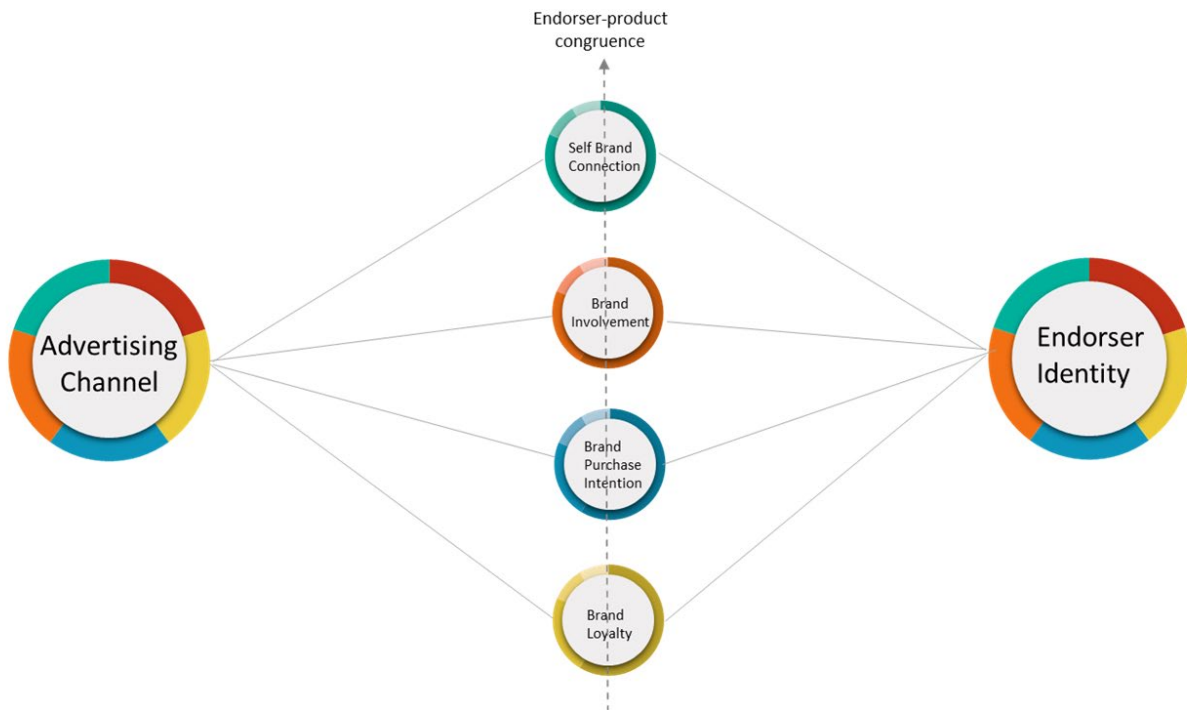 Endorser-product
congruence
Self Brand
Connection
Brand
Involvement
Advertising
Channel
Endorser
Identity
Brand
Purchase
Intention
Brand
Loyalty